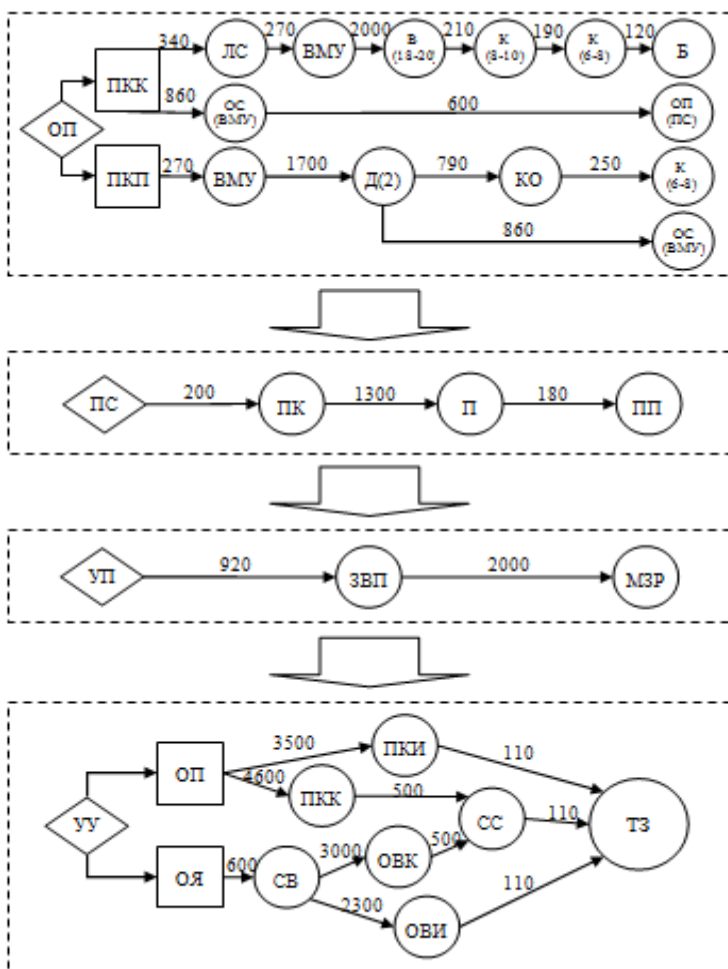 340 270 2000 210 190 120
ПКК ЛС ВМУ В (18-20) К (8-10) К (6-8) Б
860 600
ОС (ВМУ) ОП (ПС)
ОП
ПКП 270 ВМУ 1700 Д(2) 790 КО 250 К (6-8)
860 ОС (ВМУ)
ПС 200 ПК 1300 П 180 ПП
УП 920 ЗВП 2000 МЗР
ОП 3500 ПКИ 110
4600 ПКК 500
УУ СС 110 ТЗ
ОЯ 600 СВ 3000 ОВК 500
2300 ОВИ 110